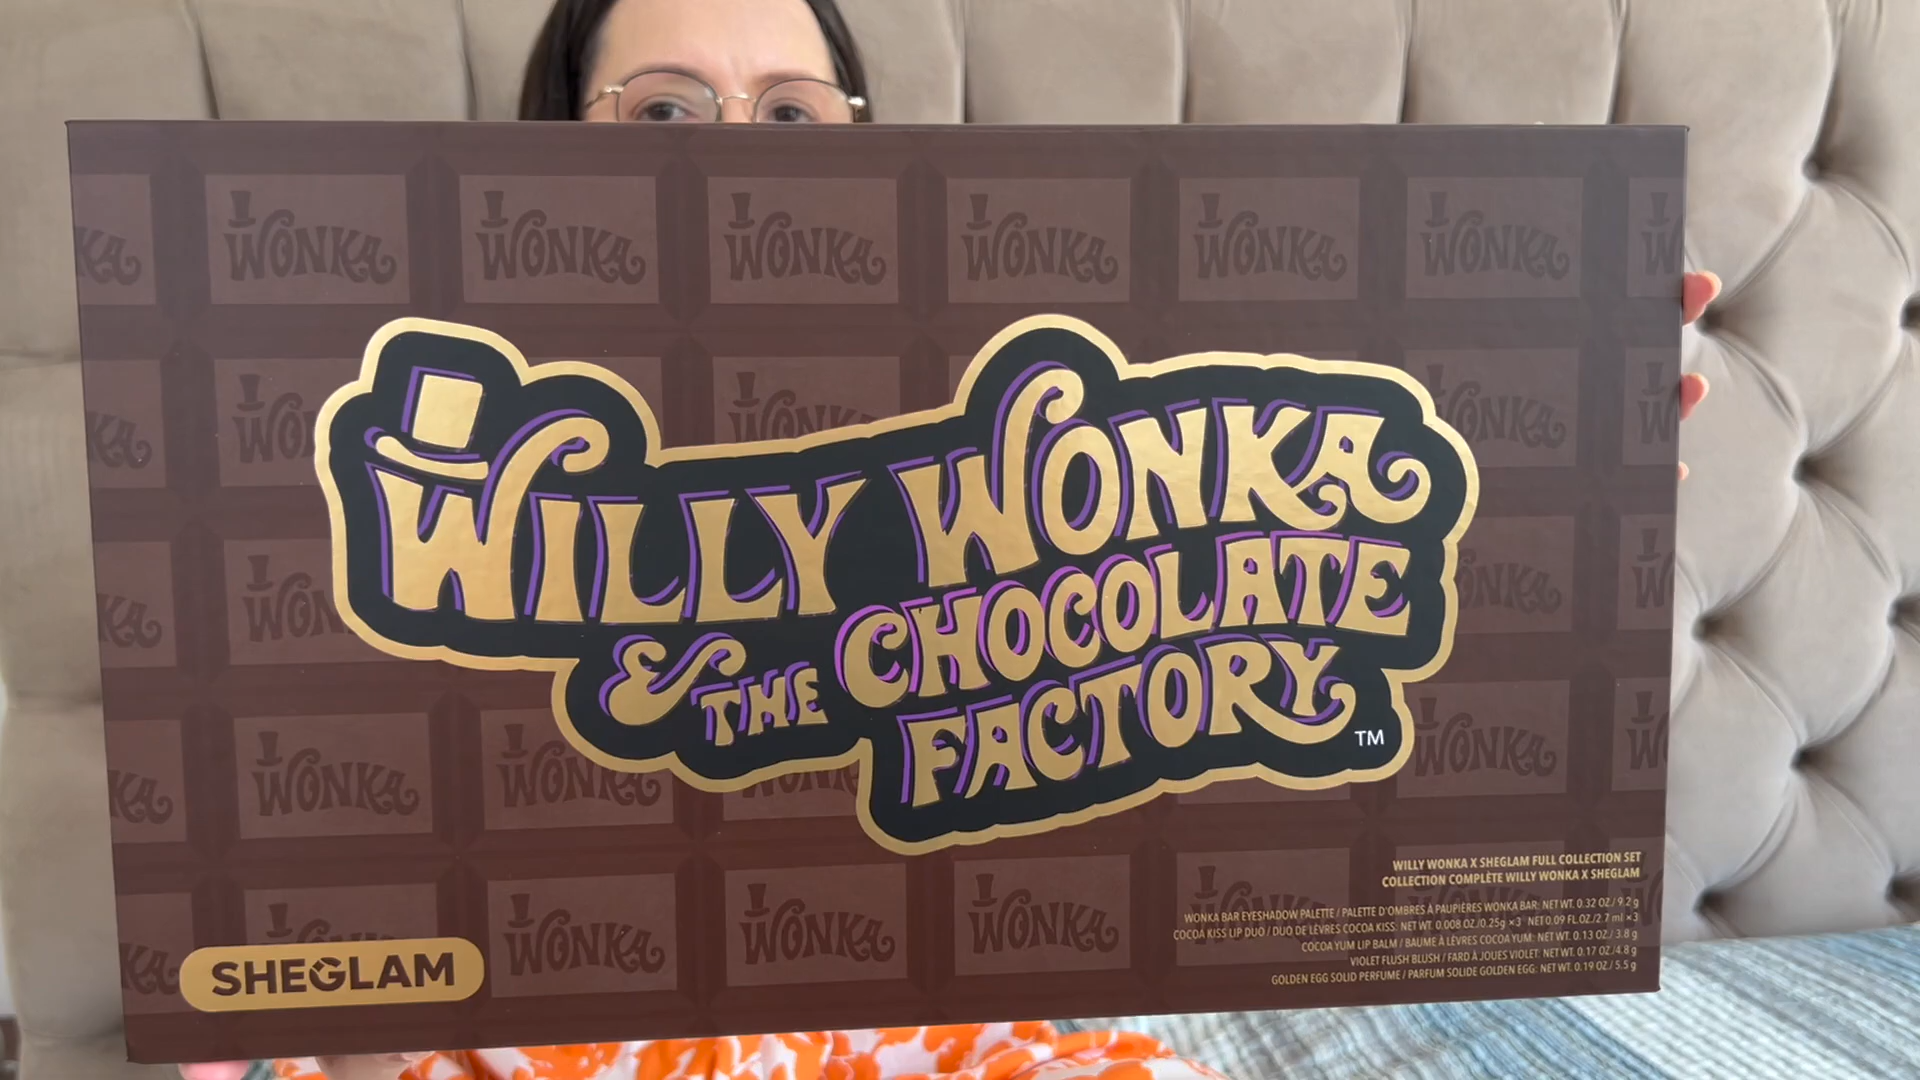 WILLY WONKA
& THE CHOCOLATE
FACTORY
TM
SHEGLAM
WILLY WONKA X SHEGLAM FULL COLLECTION SET
COLLECTION COMPLÈTE WILLY WONKA X SHEGLAM
WONKA BAR EYESHADOW PALETTE / PALETTE D'OMBRES À PAUPIÈRES WONKA BAR: NET WT. 0.32 OZ./ 9.2 g
COCOA KISS LIP DUO / DUO DE LÈVRES COCOA KISS: NET WT. 0.008 OZ./0.25g ×3 NET 0.09 FL.OZ./2.7 ml ×3
COCOA YUM LIP BALM / BAUME À LÈVRES COCOA YUM: NET WT. 0.13 OZ./ 3.8 g
VIOLET FLUSH BLUSH / FARD À JOUES VIOLET: NET WT. 0.17 OZ./4.8 g
GOLDEN EGG SOLID PERFUME / PARFUM SOLIDE GOLDEN EGG: NET WT. 0.19 OZ./ 5.5 g
WONKA WONKA WONKA WONKA WONKA WONKA